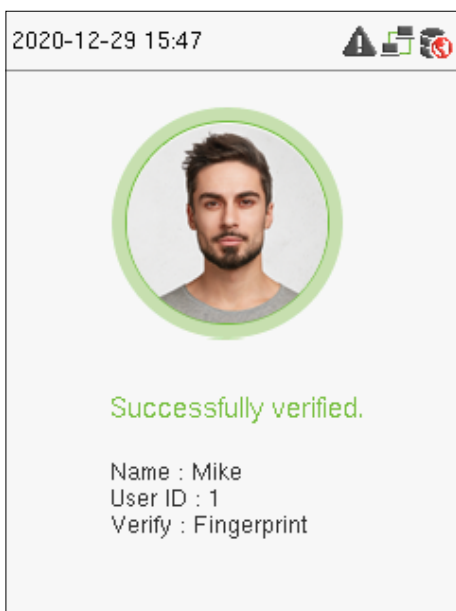 2020-12-29 15:47
Successfully verified.
Name : Mike
User ID : 1
Verify : Fingerprint